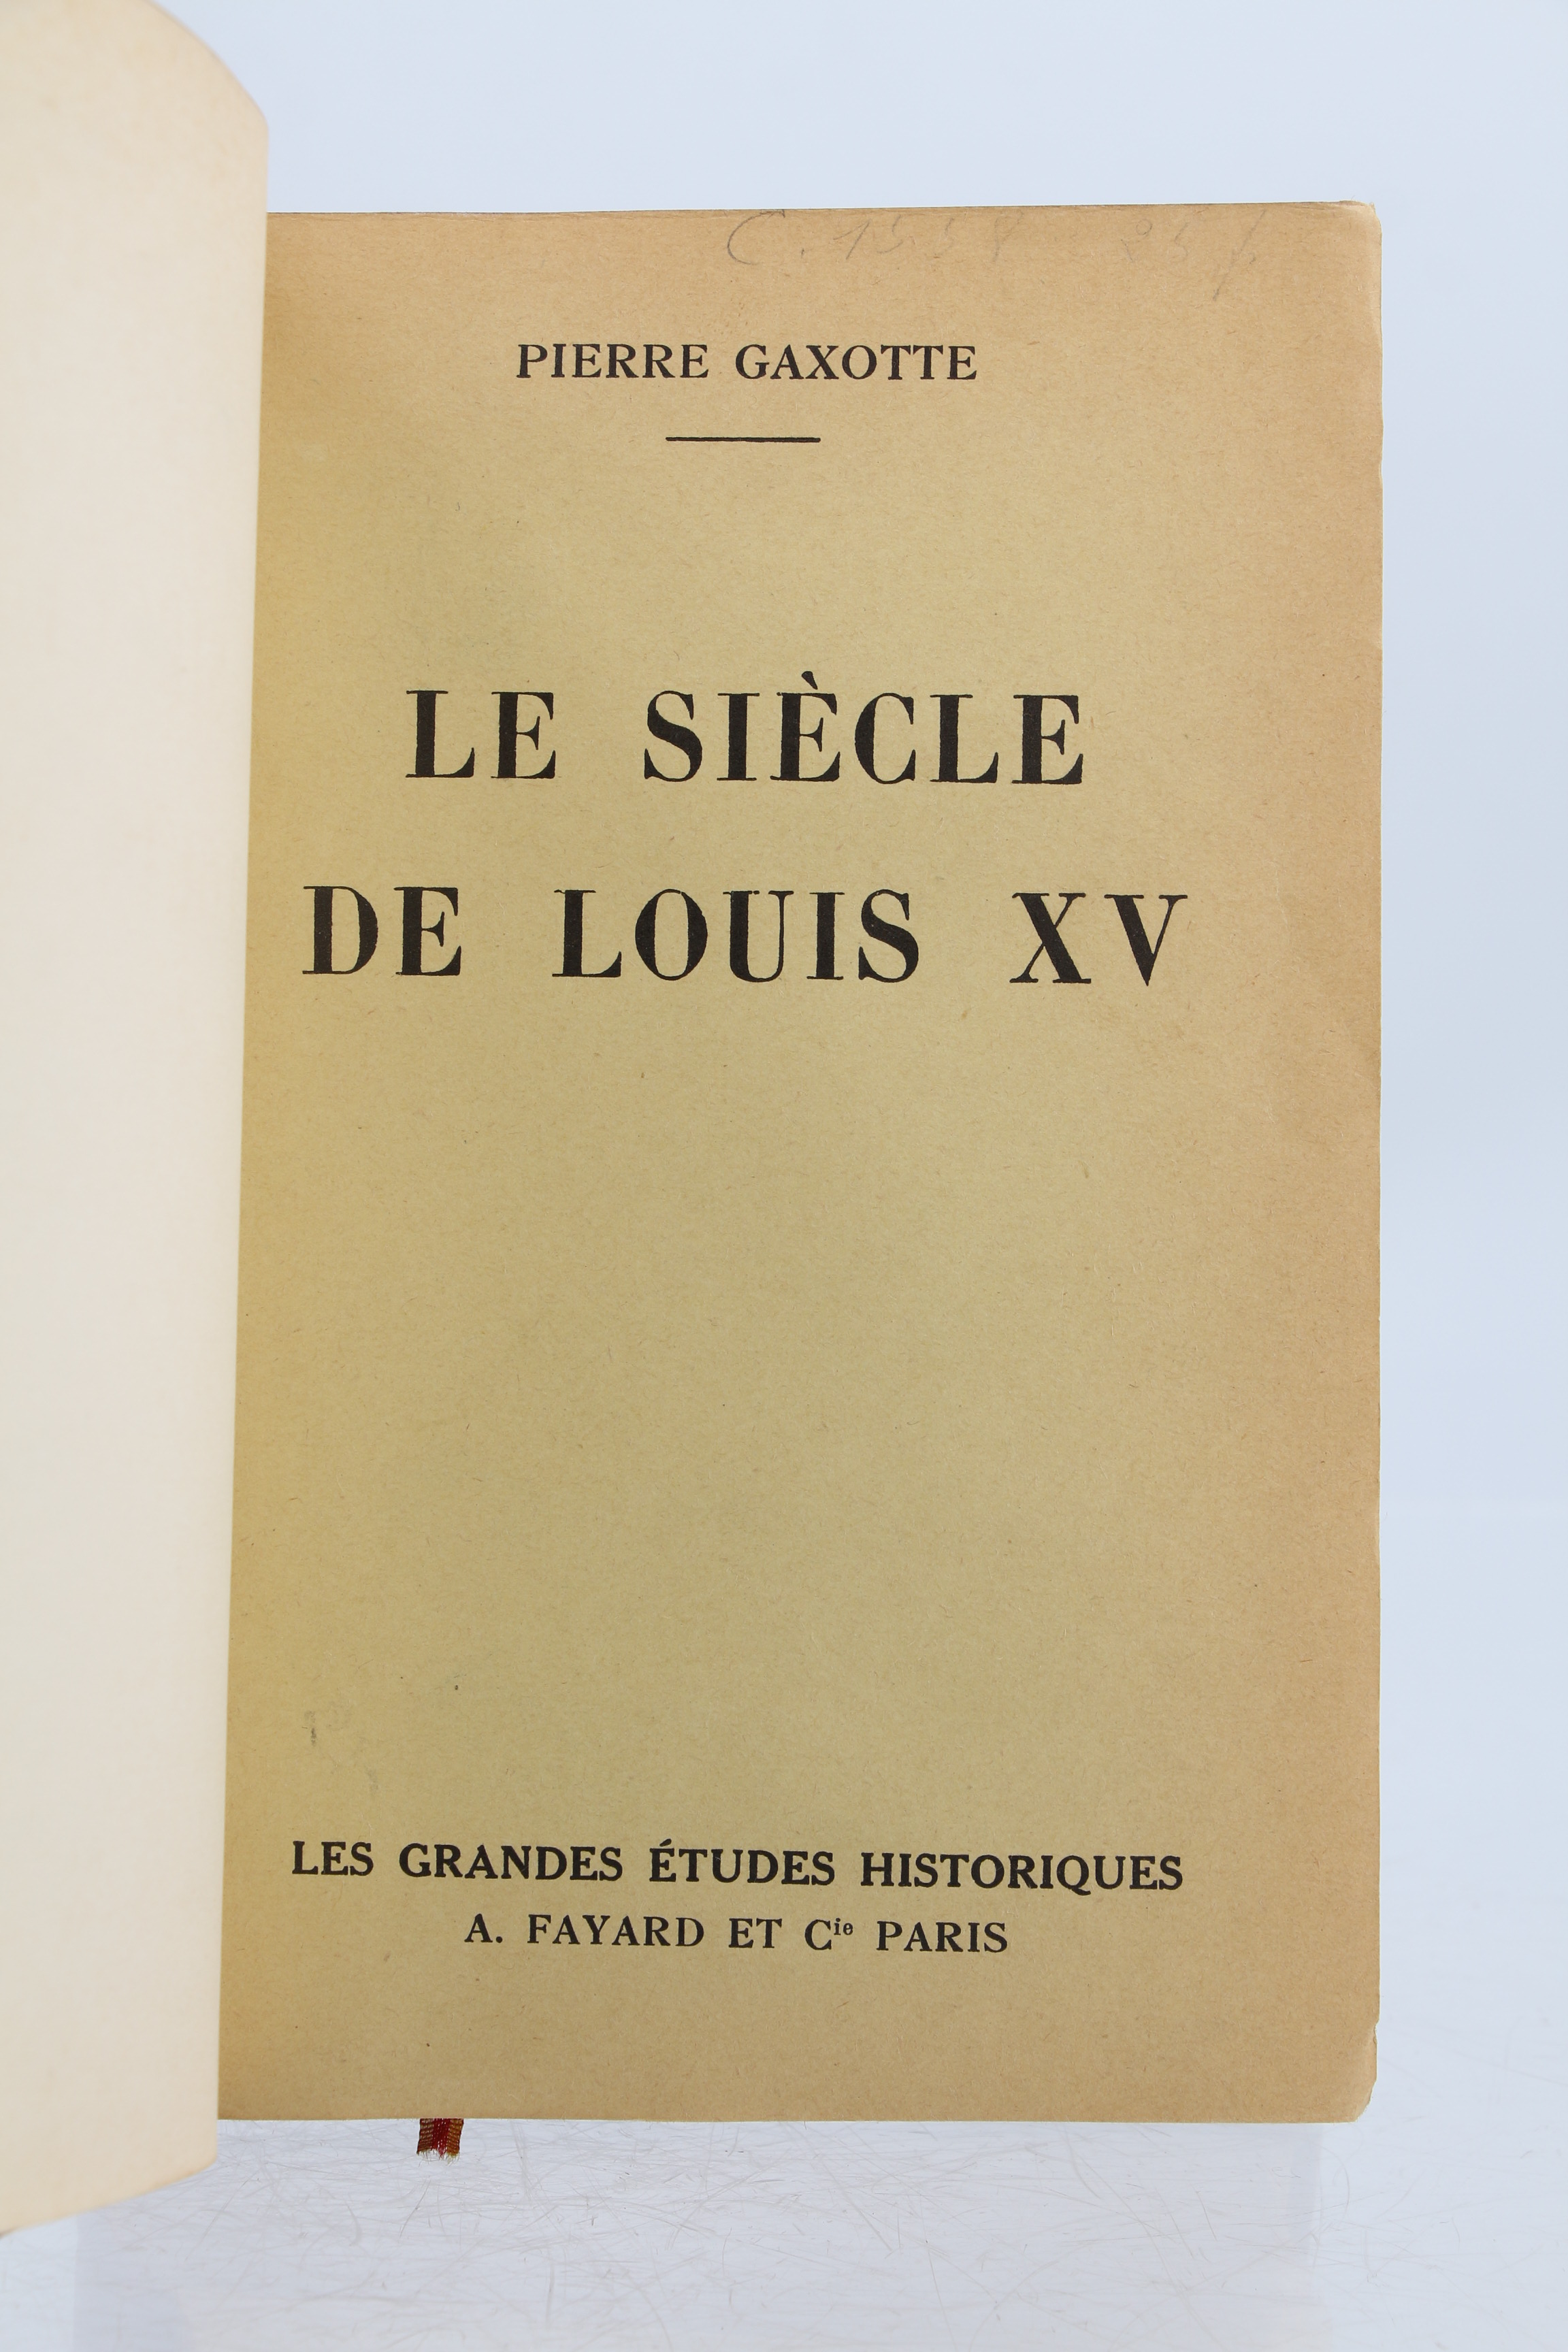 PIERRE GAXOTTE
LE SIÈCLE
DE LOUIS XV
LES GRANDES ÉTUDES HISTORIQUES
A. FAYARD ET Cie PARIS